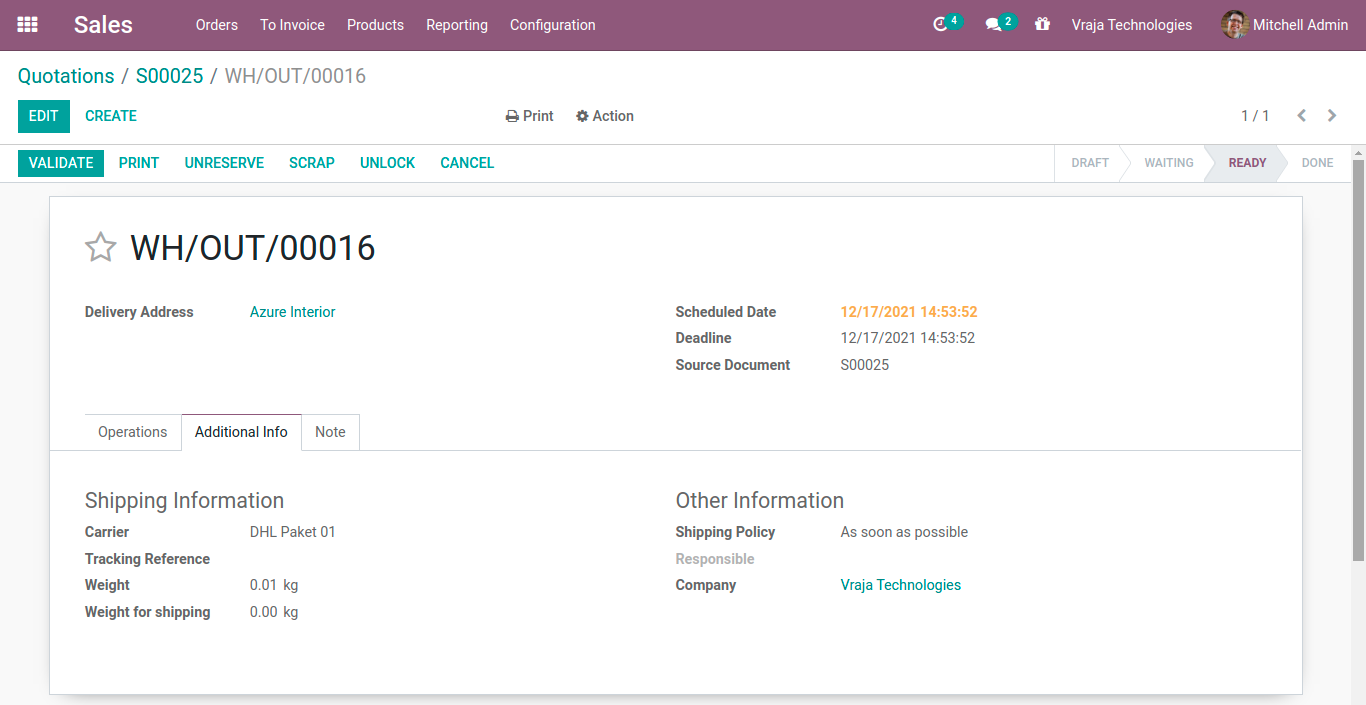 Sales Orders To Invoice Products Reporting Configuration 4 2 Vraja Technologies Mitchell Admin
Quotations / S00025 / WH/OUT/00016
EDIT CREATE Print Action 1 / 1
VALIDATE PRINT UNRESERVE SCRAP UNLOCK CANCEL DRAFT WAITING READY DONE
WH/OUT/00016
Delivery Address Azure Interior Scheduled Date 12/17/2021 14:53:52
Deadline 12/17/2021 14:53:52
Source Document S00025
Operations Additional Info Note
Shipping Information Other Information
Carrier DHL Paket 01 Shipping Policy As soon as possible
Tracking Reference Responsible
Weight 0.01 kg Company Vraja Technologies
Weight for shipping 0.00 kg